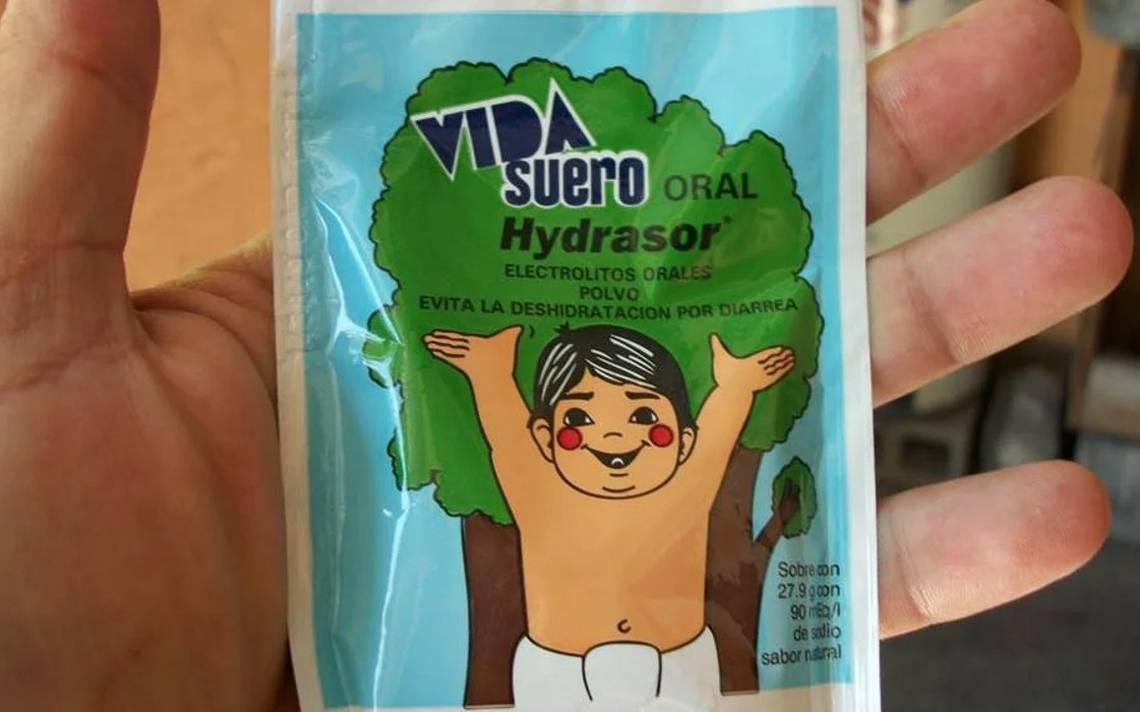 VIDA
suero ORAL
Hydrasor®
ELECTROLITOS ORALES
POLVO
EVITA LA DESHIDRATACION POR DIARREA
Sobre con
27.9 g con
90 mEq/l
de sodio
sabor natural